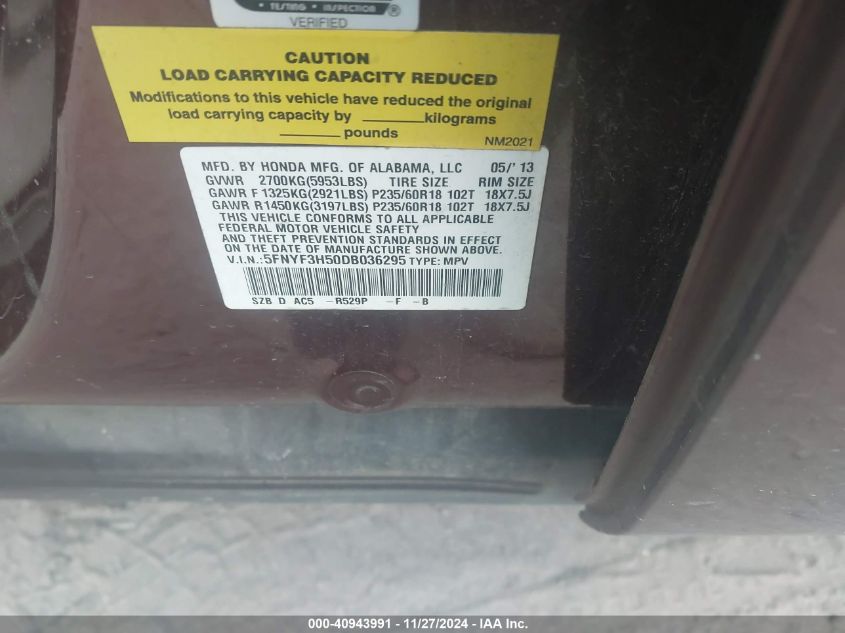 TESTING • INSPECTION ®
VERIFIED
CAUTION
LOAD CARRYING CAPACITY REDUCED
Modifications to this vehicle have reduced the original
load carrying capacity by ________kilograms
________ pounds
NM2021
MFD. BY HONDA MFG. OF ALABAMA, LLC 05/'13
GVWR 2700KG(5953LBS) TIRE SIZE RIM SIZE
GAWR F 1325KG(2921LBS) P235/60R18 102T 18X7.5J
GAWR R1450KG(3197LBS) P235/60R18 102T 18X7.5J
THIS VEHICLE CONFORMS TO ALL APPLICABLE
FEDERAL MOTOR VEHICLE SAFETY
AND THEFT PREVENTION STANDARDS IN EFFECT
ON THE DATE OF MANUFACTURE SHOWN ABOVE.
V.I.N.:5FNYF3H50DB036295 TYPE: MPV
SZB D AC5 -R529P -F -B
000-40943991 - 11/27/2024 - IAA Inc.